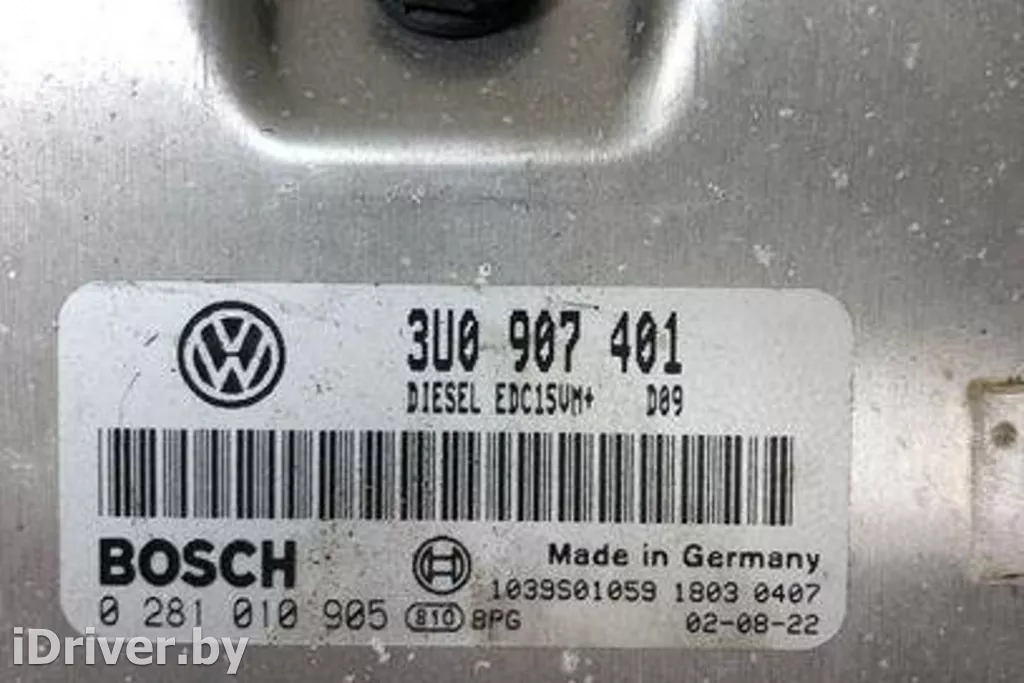 3U0 907 401
DIESEL EDC15VM+ D09
BOSCH
Made in Germany
1039S01059 1803 0407
0 281 010 905 810 8PG
02-08-22
iDriver.by